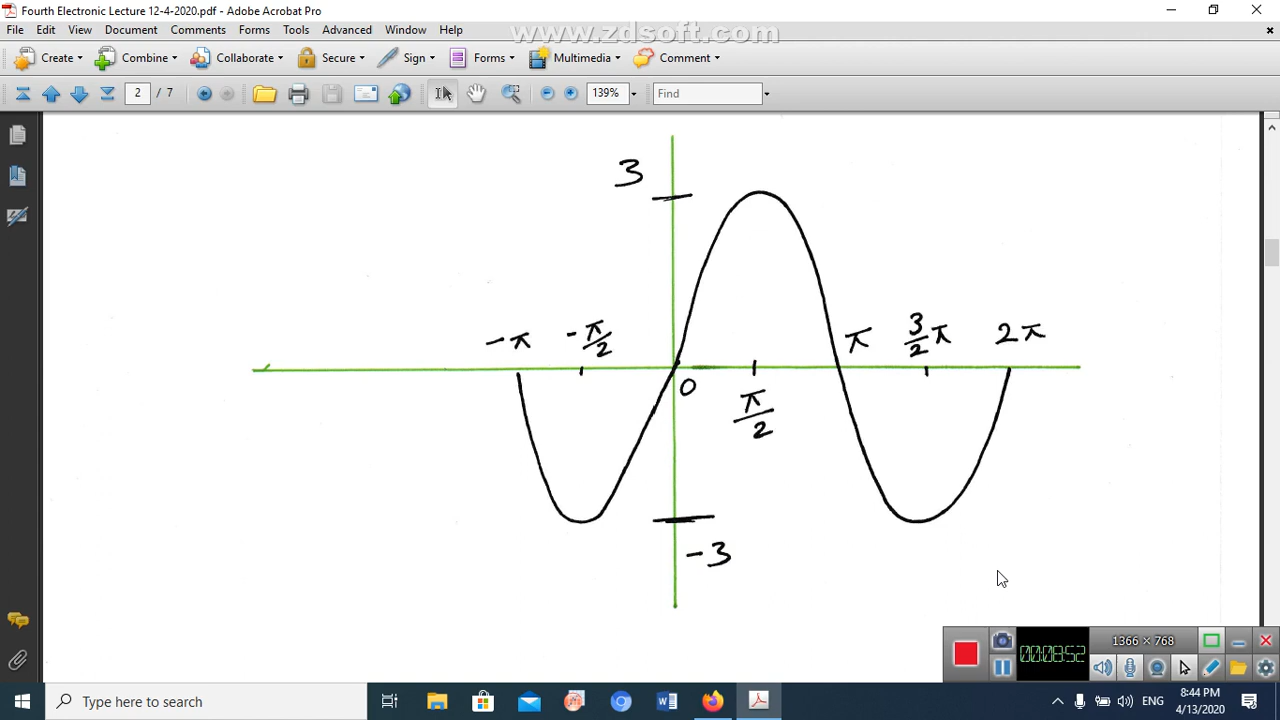 Fourth Electronic Lecture 12-4-2020.pdf - Adobe Acrobat Pro
www.zdsoft.com
File Edit View Document Comments Forms Tools Advanced Window Help
Create Combine Collaborate Secure Sign Forms Multimedia Comment
2 / 7 139% Find
3
-π -π/2 π 3/2 π 2π
0
π/2
-3
1366 × 768
00:08:52
Type here to search
ENG
8:44 PM
4/13/2020